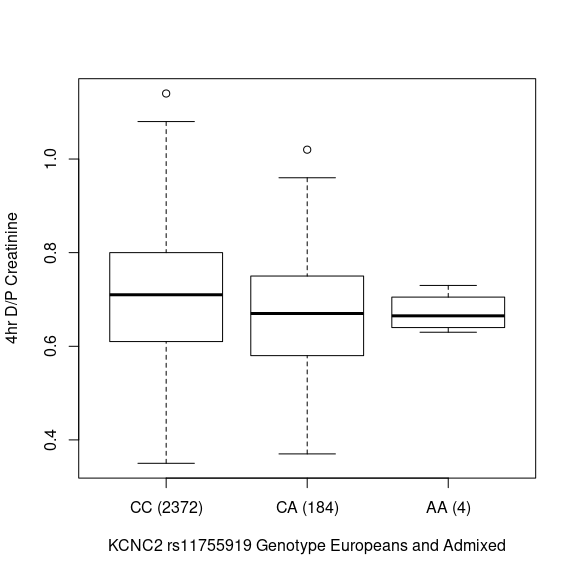 4hr D/P Creatinine
1.0
0.8
0.6
0.4
CC (2372) CA (184) AA (4)
KCNC2 rs11755919 Genotype Europeans and Admixed